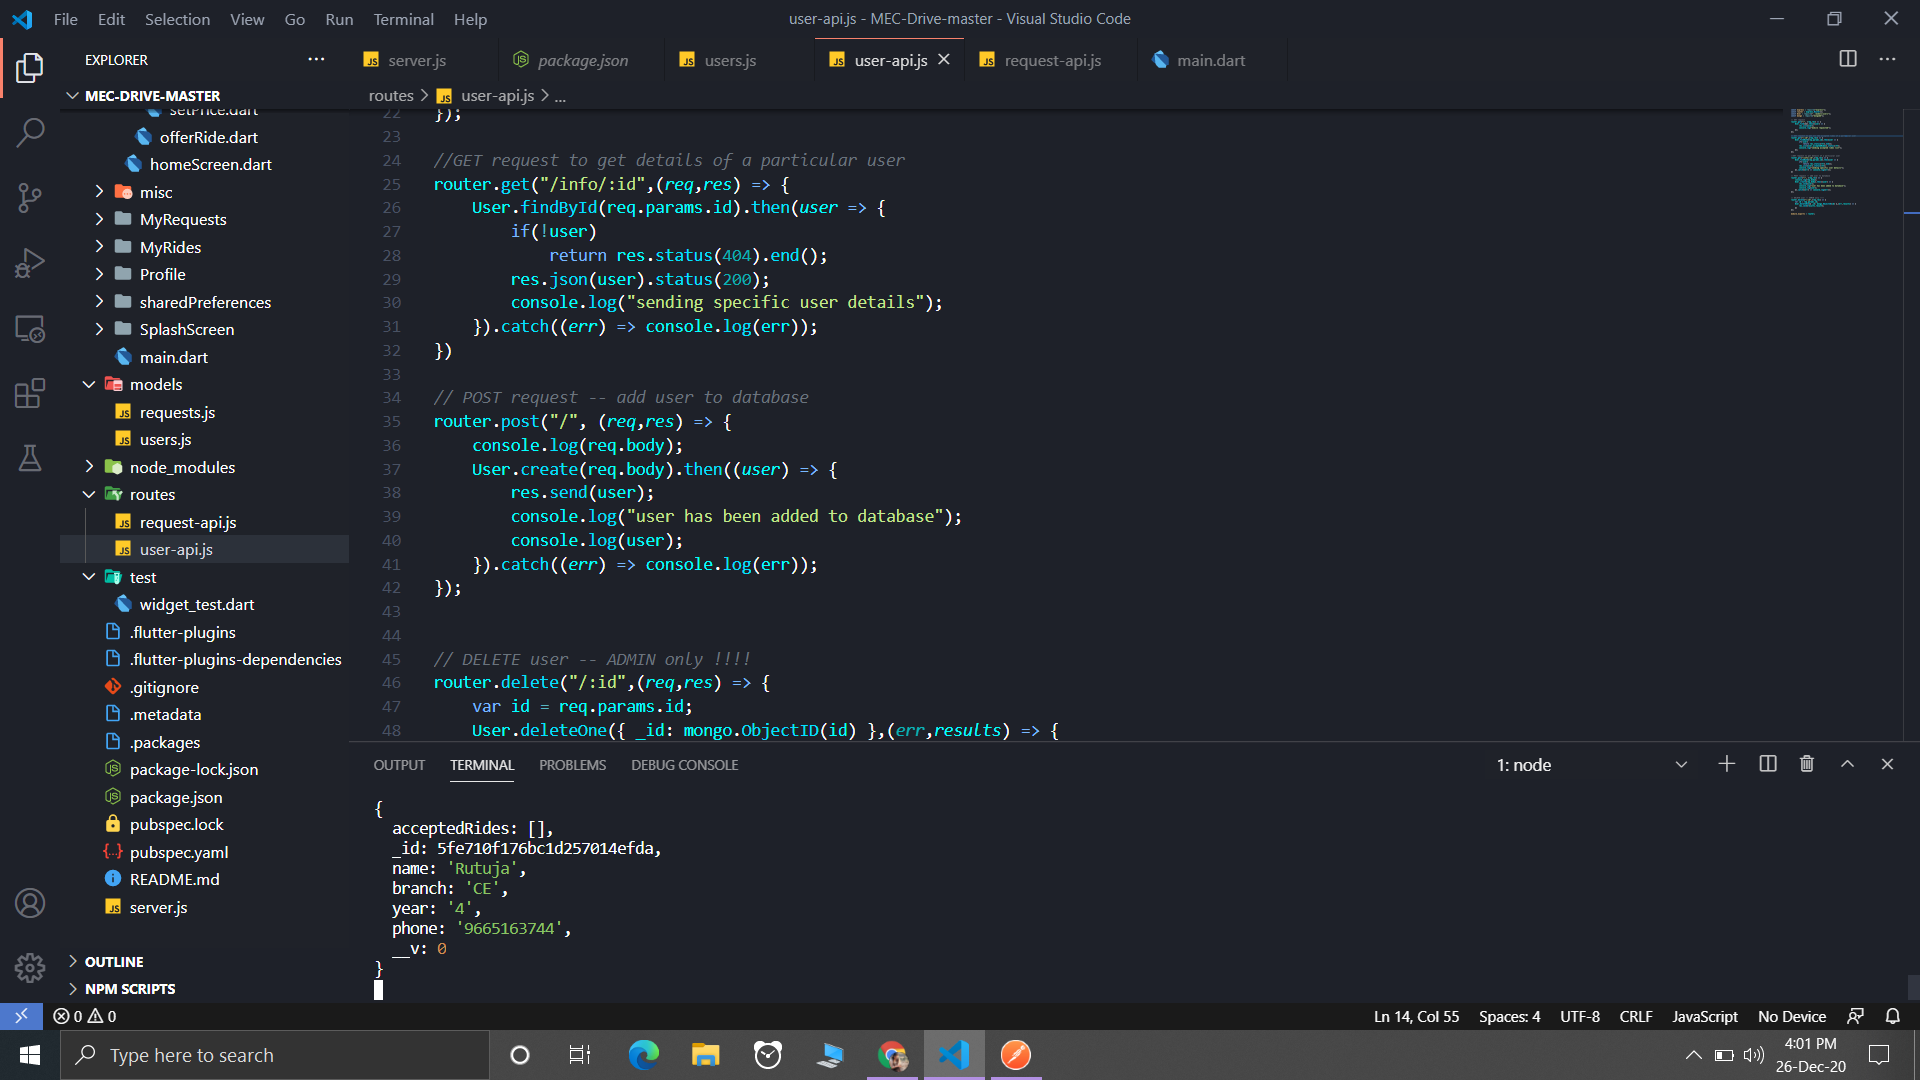 File Edit Selection View Go Run Terminal Help
user-api.js - MEC-Drive-master - Visual Studio Code
EXPLORER
server.js
package.json
users.js
user-api.js
request-api.js
main.dart
MEC-DRIVE-MASTER
routes > user-api.js > ...
setPrice.dart
offerRide.dart
homeScreen.dart
misc
MyRequests
MyRides
Profile
sharedPreferences
SplashScreen
main.dart
models
requests.js
users.js
node_modules
routes
request-api.js
user-api.js
test
widget_test.dart
.flutter-plugins
.flutter-plugins-dependencies
.gitignore
.metadata
.packages
package-lock.json
package.json
pubspec.lock
pubspec.yaml
README.md
server.js
OUTLINE
NPM SCRIPTS
22 });
23
24 //GET request to get details of a particular user
25 router.get("/info/:id",(req,res) => {
26 User.findById(req.params.id).then(user => {
27 if(!user)
28 return res.status(404).end();
29 res.json(user).status(200);
30 console.log("sending specific user details");
31 }).catch((err) => console.log(err));
32 })
33
34 // POST request -- add user to database
35 router.post("/", (req,res) => {
36 console.log(req.body);
37 User.create(req.body).then((user) => {
38 res.send(user);
39 console.log("user has been added to database");
40 console.log(user);
41 }).catch((err) => console.log(err));
42 });
43
44
45 // DELETE user -- ADMIN only !!!!
46 router.delete("/:id",(req,res) => {
47 var id = req.params.id;
48 User.deleteOne({ _id: mongo.ObjectID(id) },(err,results) => {
OUTPUT TERMINAL PROBLEMS DEBUG CONSOLE
1: node
{
acceptedRides: [],
_id: 5fe710f176bc1d257014efda,
name: 'Rutuja',
branch: 'CE',
year: '4',
phone: '9665163744',
__v: 0
}
0 0
Ln 14, Col 55 Spaces: 4 UTF-8 CRLF JavaScript No Device
Type here to search
4:01 PM
26-Dec-20